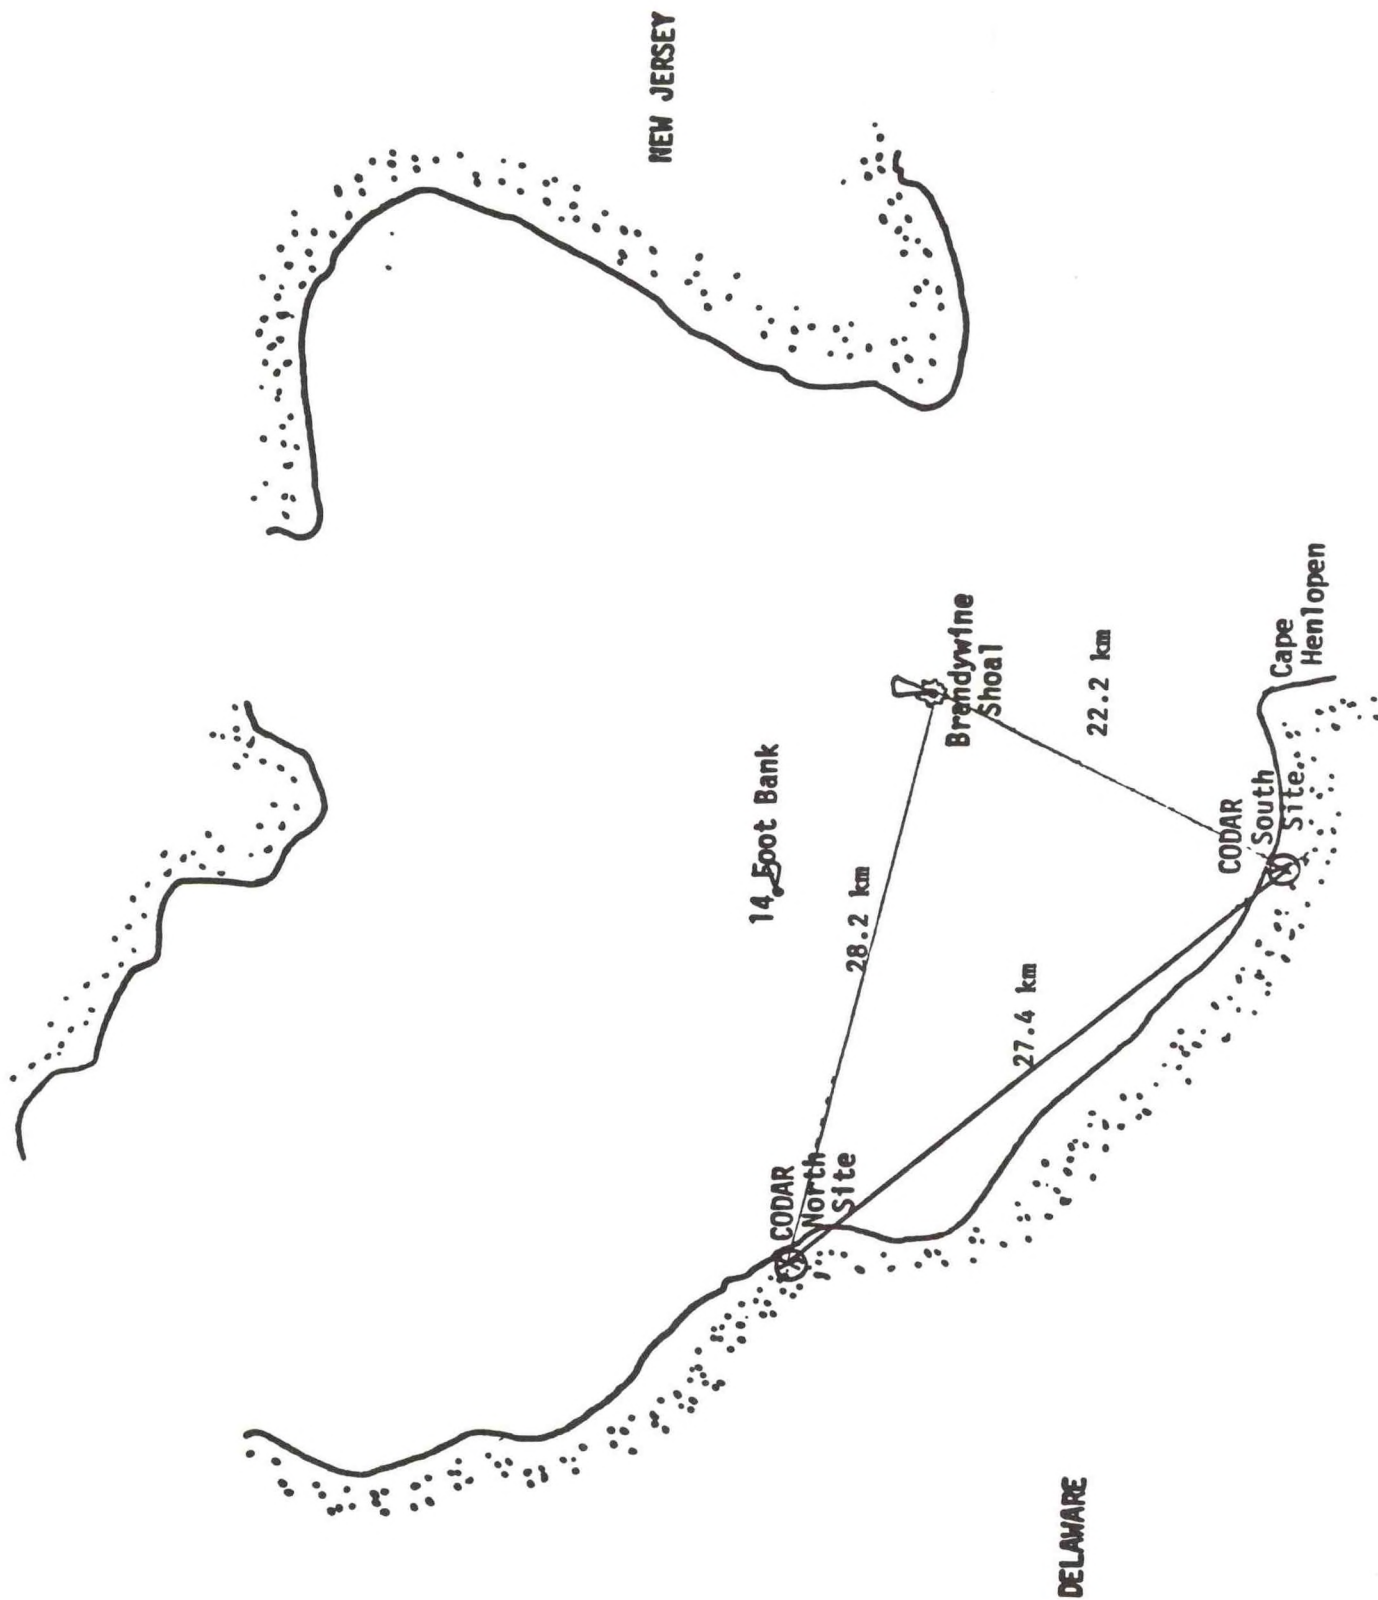 NEW JERSEY
14 Foot Bank
Brandywine
Shoal
28.2 km
22.2 km
CODAR
North
Site
27.4 km
CODAR
South
Site
Cape
Henlopen
DELAWARE